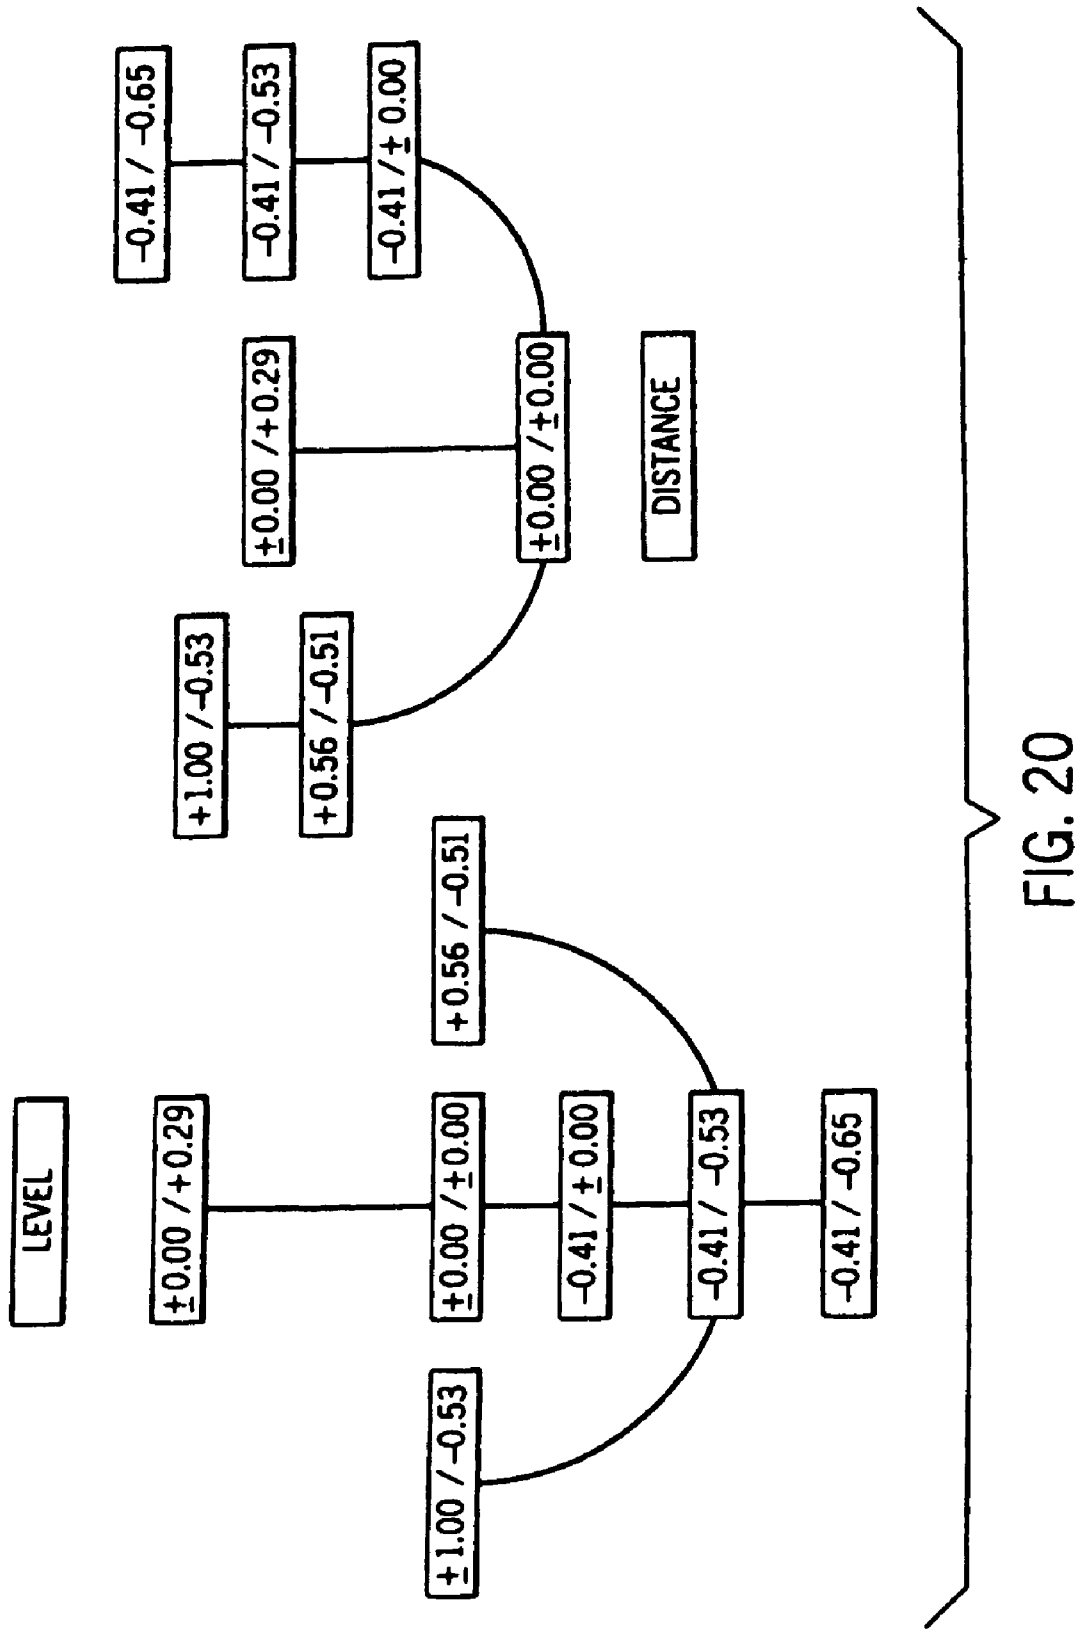 LEVEL
±0.00 / +0.29
±1.00 / -0.53
±0.00 / ±0.00
+0.56 / -0.51
-0.41 / ±0.00
-0.41 / -0.53
-0.41 / -0.65
+1.00 / -0.53
+0.56 / -0.51
±0.00 / +0.29
±0.00 / ±0.00
-0.41 / -0.65
-0.41 / -0.53
-0.41 / ±0.00
DISTANCE
FIG. 20